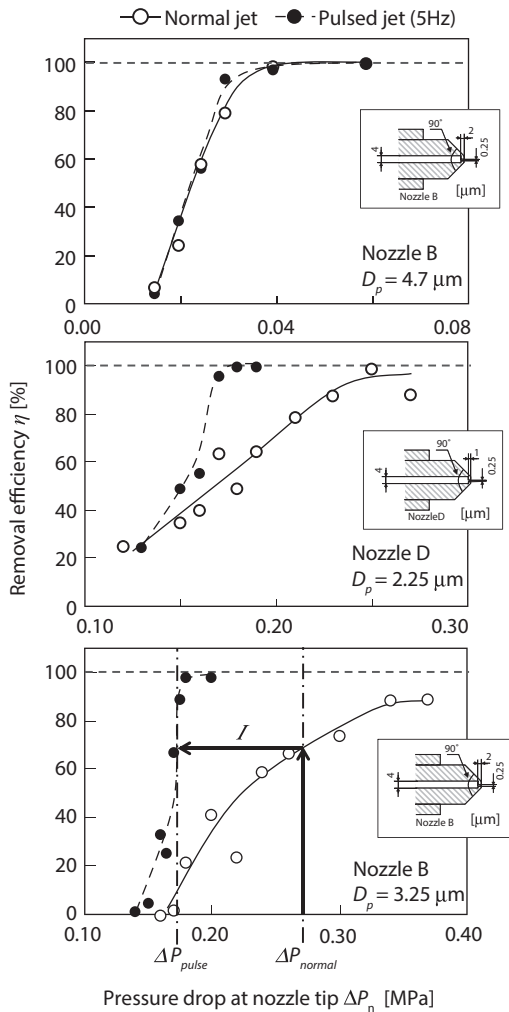 Normal jet Pulsed jet (5Hz)
100
80
60
40
20
0
0.00 0.04 0.08
90° 2
4 0.25
Nozzle B [μm]
Nozzle B
D_p = 4.7 μm
Removal efficiency η [%]
100
80
60
40
20
0
0.10 0.20 0.30
90° 1
4 0.25
NozzleD [μm]
Nozzle D
D_p = 2.25 μm
100
80
60
40
20
0
0.10 0.20 0.30 0.40
I
90° 2
4 0.25
Nozzle B [μm]
Nozzle B
D_p = 3.25 μm
ΔP_pulse ΔP_normal
Pressure drop at nozzle tip ΔP_n [MPa]